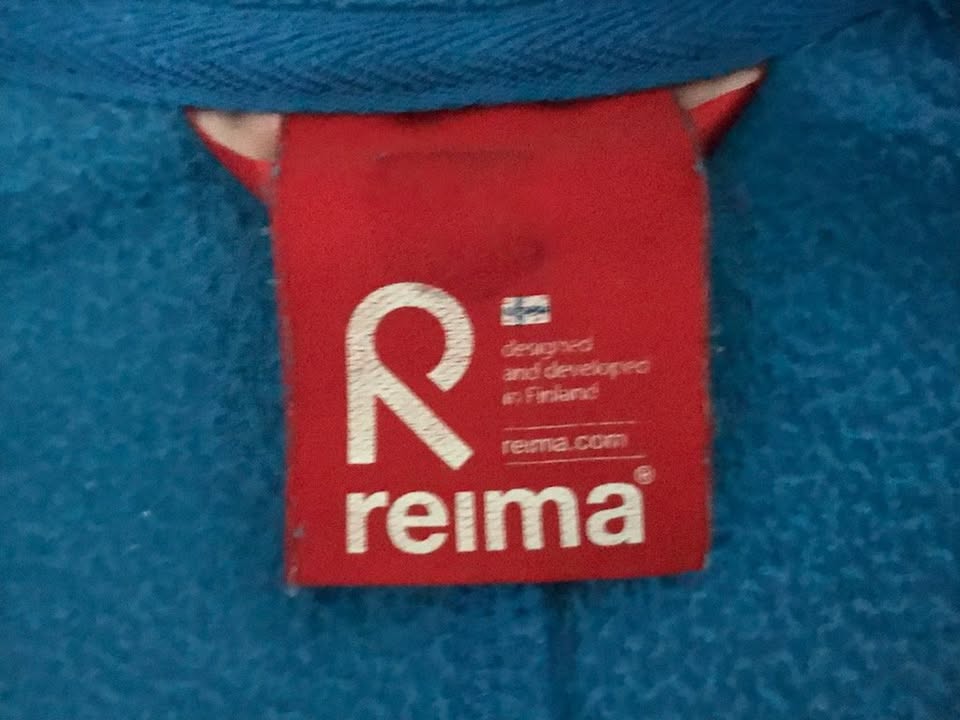 designed
and developed
in Finland
reima.com
reima®